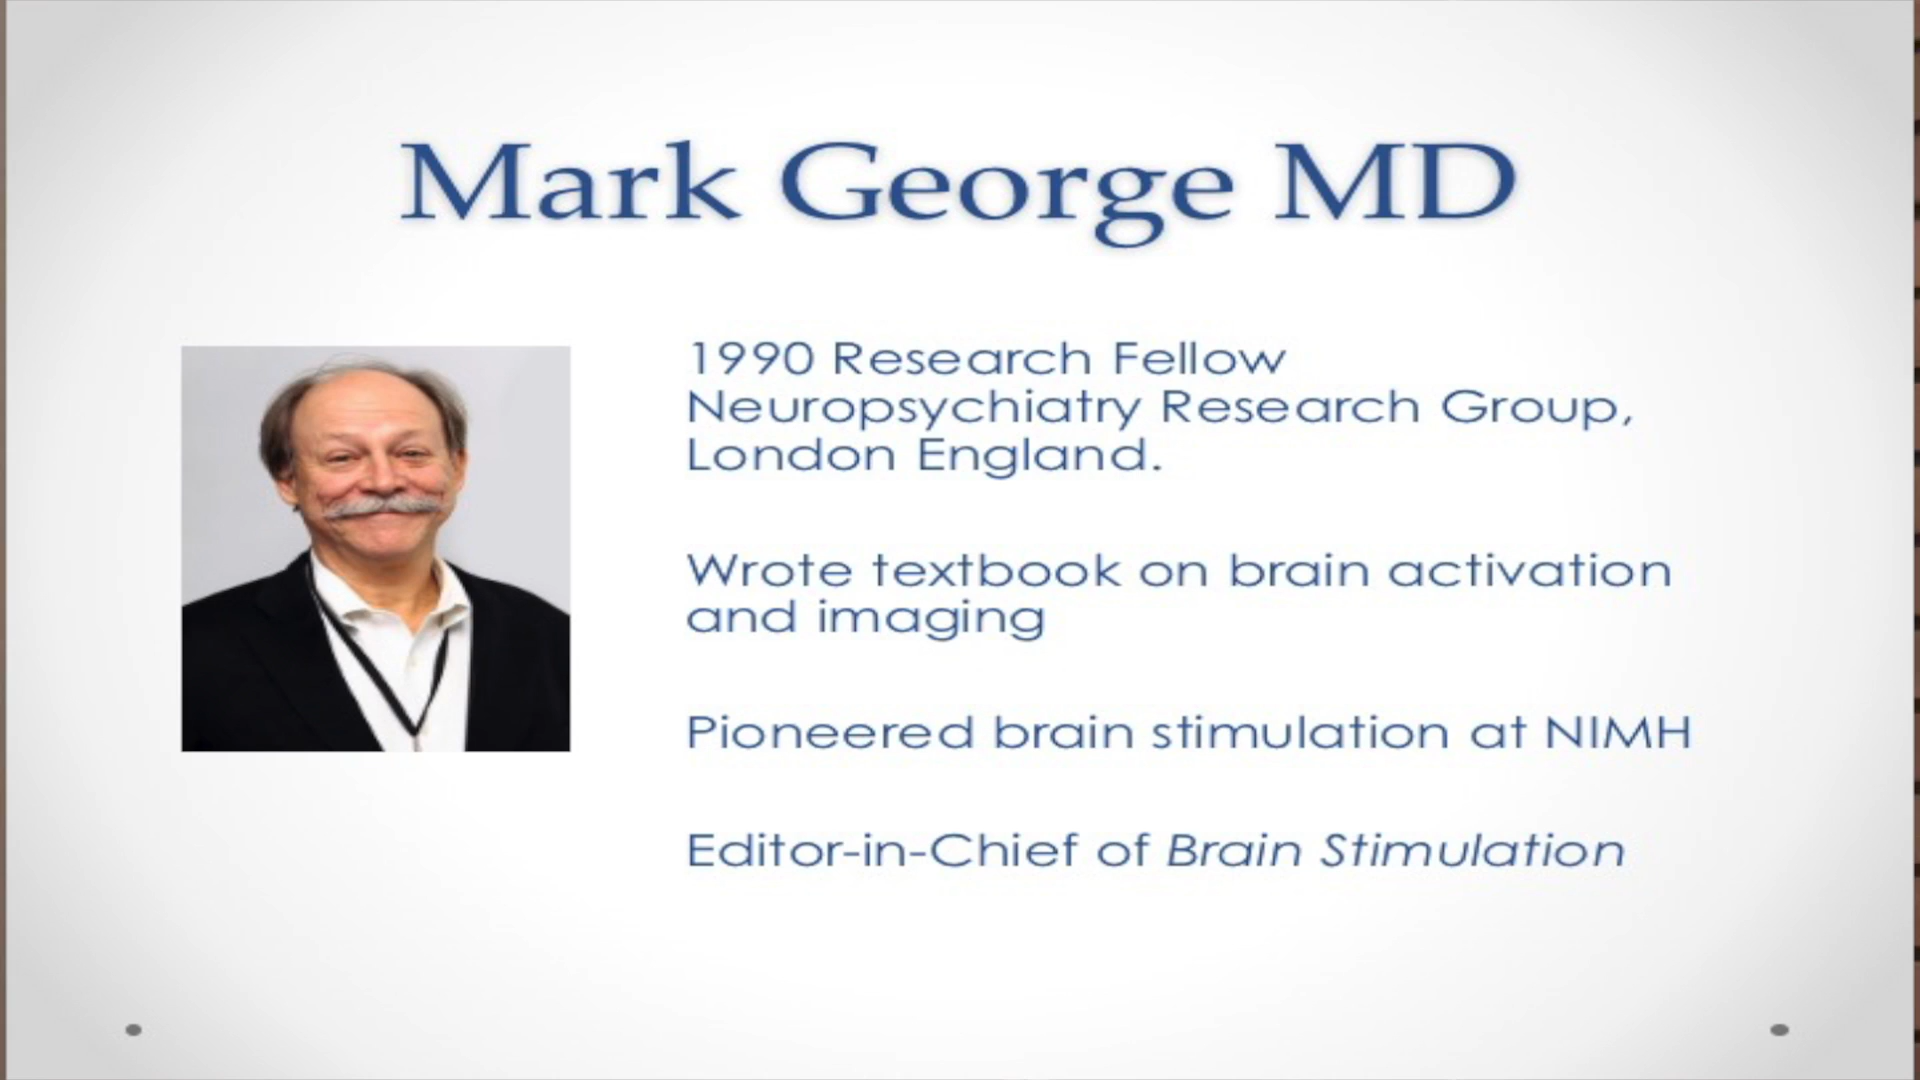 Mark George MD
1990 Research Fellow
Neuropsychiatry Research Group,
London England.
Wrote textbook on brain activation
and imaging
Pioneered brain stimulation at NIMH
Editor-in-Chief of Brain Stimulation